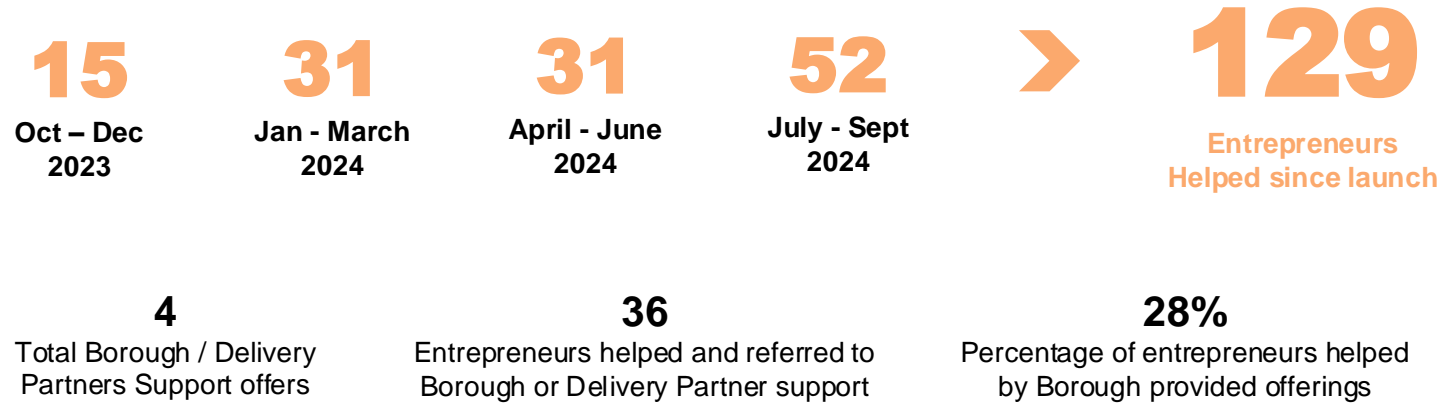 15
Oct – Dec
2023
31
Jan - March
2024
31
April - June
2024
52
July - Sept
2024
129
Entrepreneurs
Helped since launch
4
Total Borough / Delivery
Partners Support offers
36
Entrepreneurs helped and referred to
Borough or Delivery Partner support
28%
Percentage of entrepreneurs helped
by Borough provided offerings